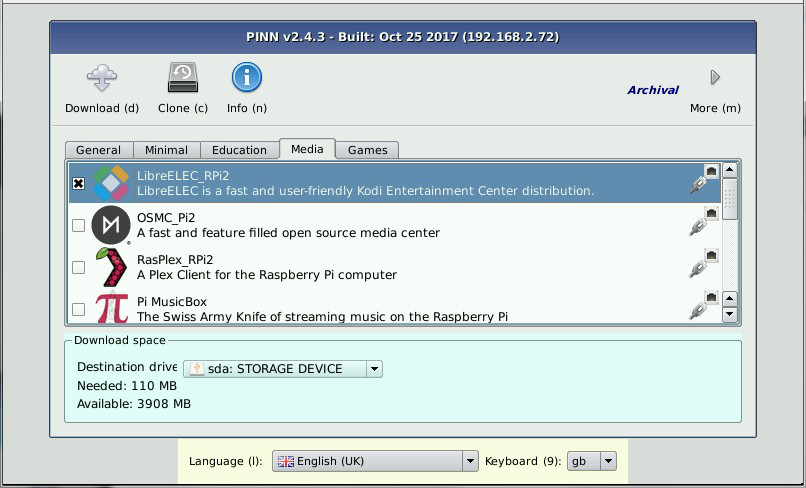 PINN v2.4.3 - Built: Oct 25 2017 (192.168.2.72)
Download (d)
Clone (c)
Info (n)
Archival
More (m)
General
Minimal
Education
Media
Games
LibreELEC_RPi2
LibreELEC is a fast and user-friendly Kodi Entertainment Center distribution.
OSMC_Pi2
A fast and feature filled open source media center
RasPlex_RPi2
A Plex Client for the Raspberry Pi computer
Pi MusicBox
The Swiss Army Knife of streaming music on the Raspberry Pi
Download space
Destination drive sda: STORAGE DEVICE
Needed: 110 MB
Available: 3908 MB
Language (l): English (UK) Keyboard (9): gb